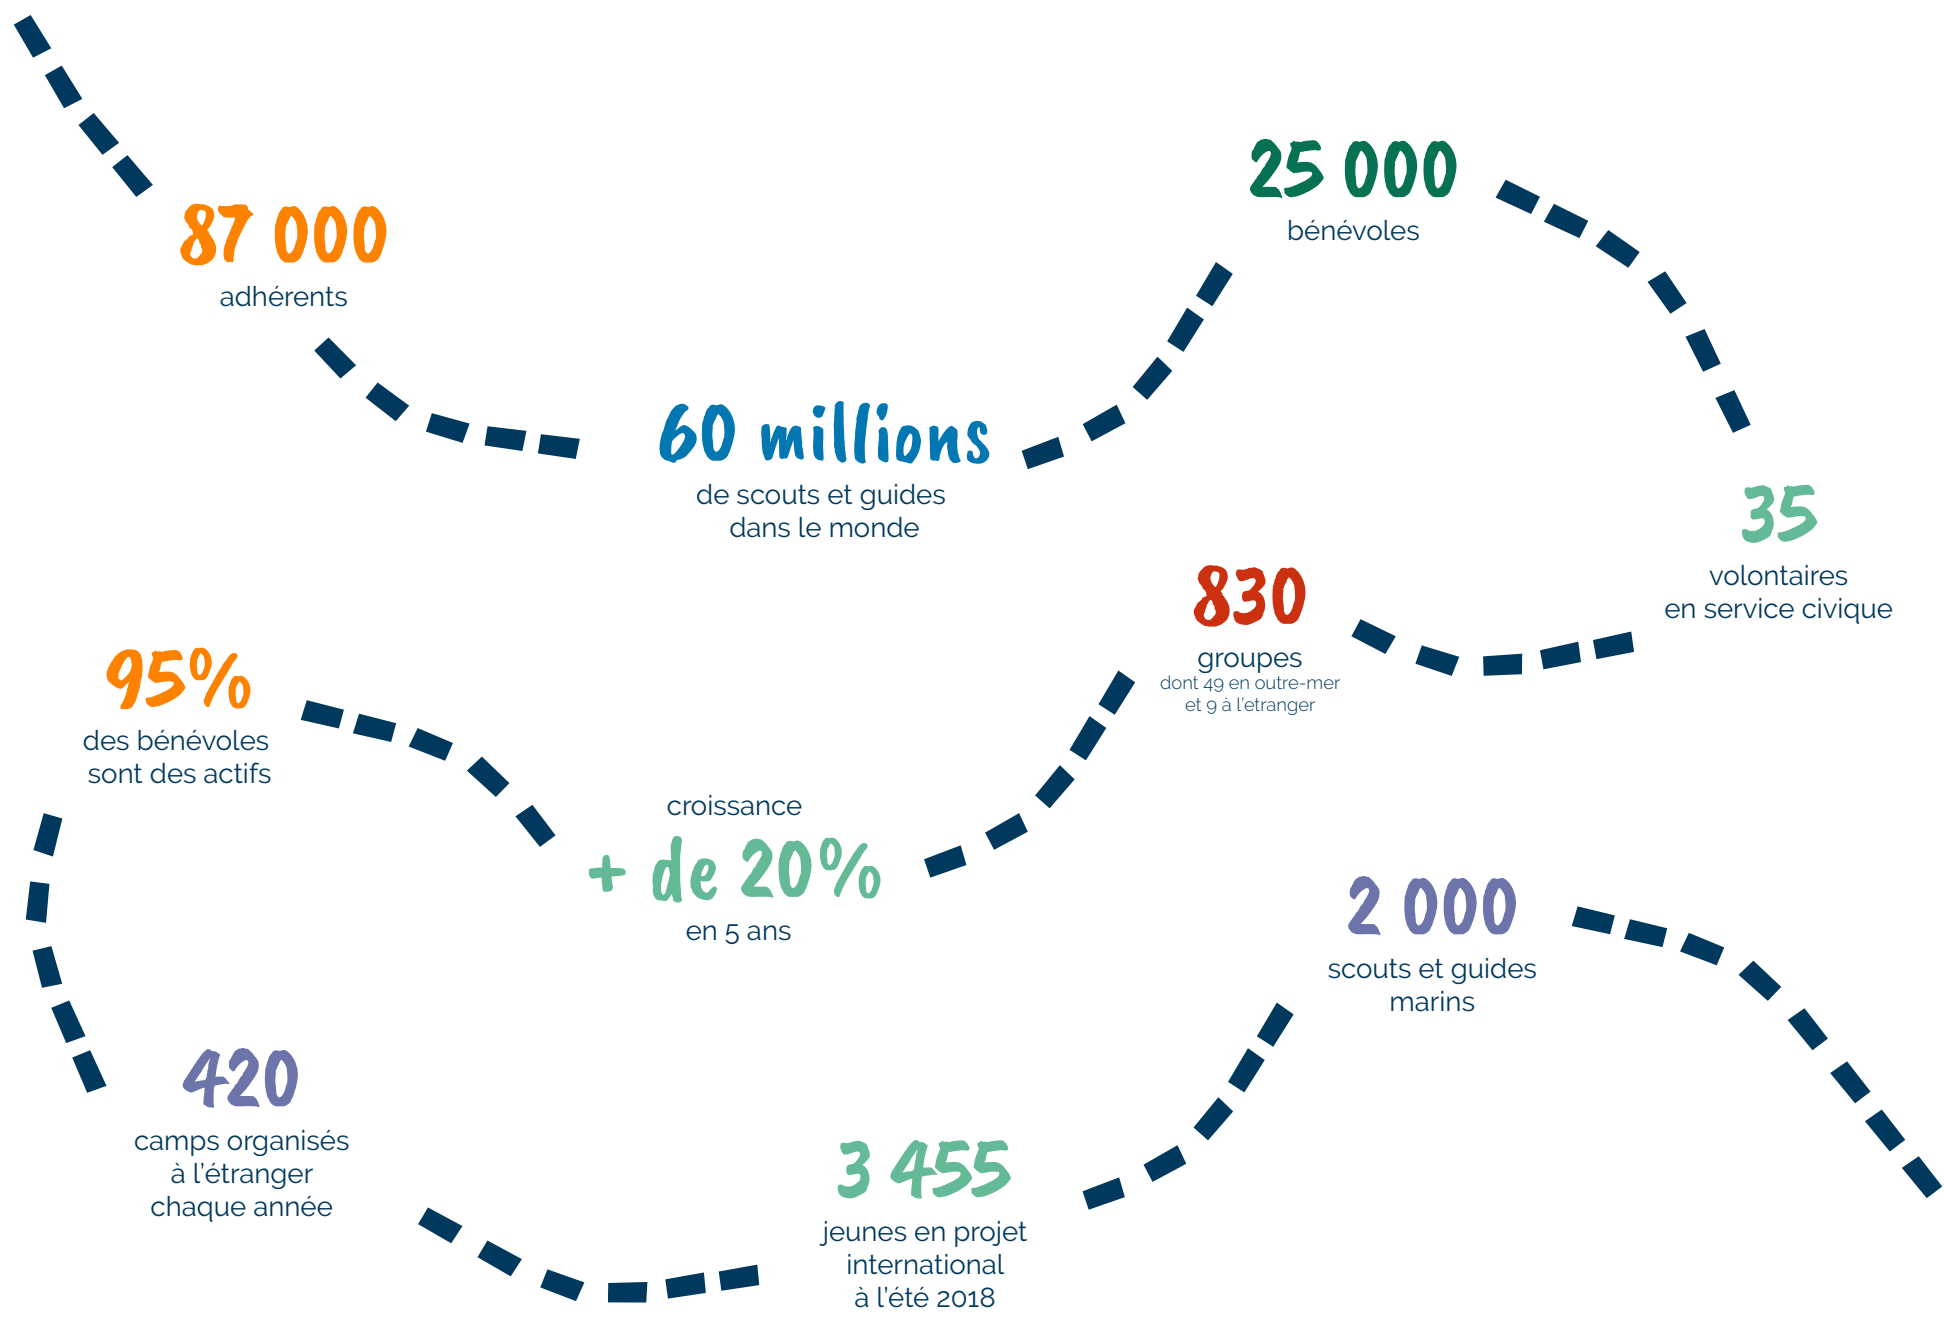 87 000
adhérents
60 millions
de scouts et guides
dans le monde
25 000
bénévoles
35
volontaires
en service civique
830
groupes
dont 49 en outre-mer
et 9 à l'etranger
croissance
+ de 20%
en 5 ans
95%
des bénévoles
sont des actifs
420
camps organisés
à l'étranger
chaque année
3 455
jeunes en projet
international
à l'été 2018
2 000
scouts et guides
marins